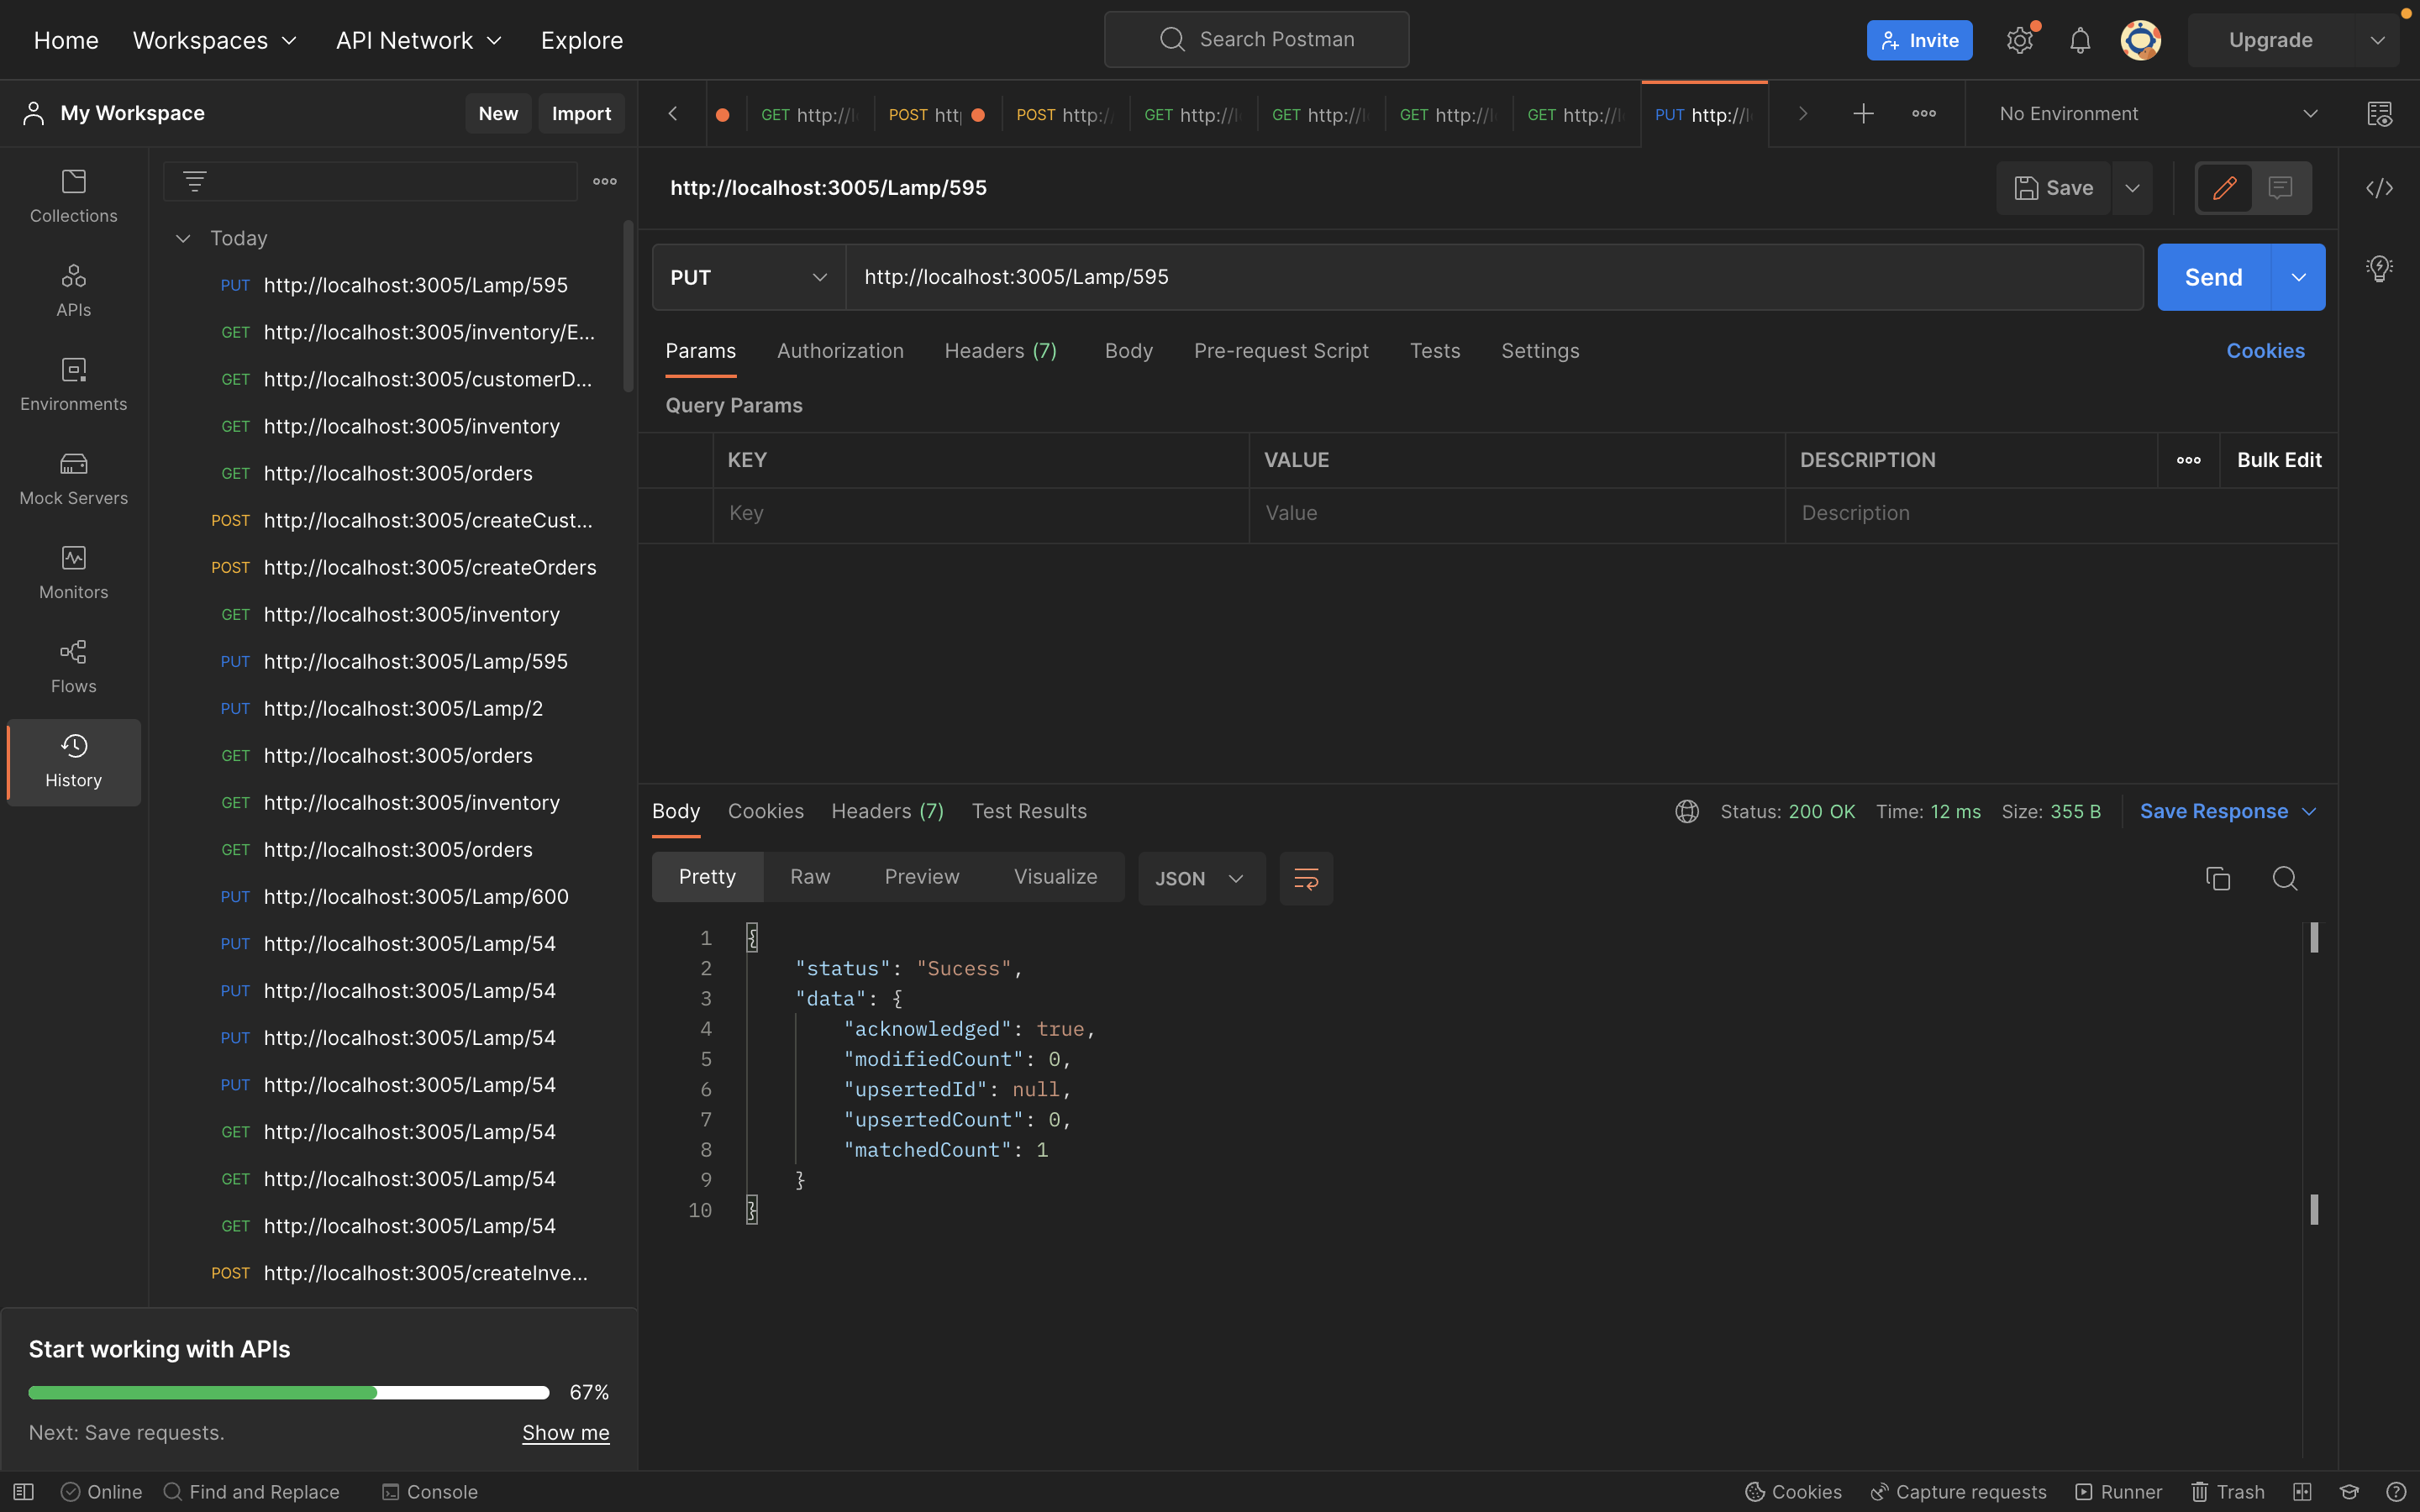 Home Workspaces API Network Explore Search Postman Invite Upgrade
My Workspace New Import
GET http://l POST htt POST http:/ GET http://l GET http://l GET http://l GET http://l PUT http://l No Environment
Collections
APIs
Environments
Mock Servers
Monitors
Flows
History
Today
PUT http://localhost:3005/Lamp/595
GET http://localhost:3005/inventory/E...
GET http://localhost:3005/customerD...
GET http://localhost:3005/inventory
GET http://localhost:3005/orders
POST http://localhost:3005/createCust...
POST http://localhost:3005/createOrders
GET http://localhost:3005/inventory
PUT http://localhost:3005/Lamp/595
PUT http://localhost:3005/Lamp/2
GET http://localhost:3005/orders
GET http://localhost:3005/inventory
GET http://localhost:3005/orders
PUT http://localhost:3005/Lamp/600
PUT http://localhost:3005/Lamp/54
PUT http://localhost:3005/Lamp/54
PUT http://localhost:3005/Lamp/54
PUT http://localhost:3005/Lamp/54
GET http://localhost:3005/Lamp/54
GET http://localhost:3005/Lamp/54
GET http://localhost:3005/Lamp/54
POST http://localhost:3005/createInve...
Start working with APIs
67%
Next: Save requests. Show me
http://localhost:3005/Lamp/595 Save
PUT http://localhost:3005/Lamp/595 Send
Params Authorization Headers (7) Body Pre-request Script Tests Settings Cookies
Query Params
KEY VALUE DESCRIPTION Bulk Edit
Key Value Description
Body Cookies Headers (7) Test Results Status: 200 OK Time: 12 ms Size: 355 B Save Response
Pretty Raw Preview Visualize JSON
1 {
2 "status": "Sucess",
3 "data": {
4 "acknowledged": true,
5 "modifiedCount": 0,
6 "upsertedId": null,
7 "upsertedCount": 0,
8 "matchedCount": 1
9 }
10 }
Online Find and Replace Console Cookies Capture requests Runner Trash